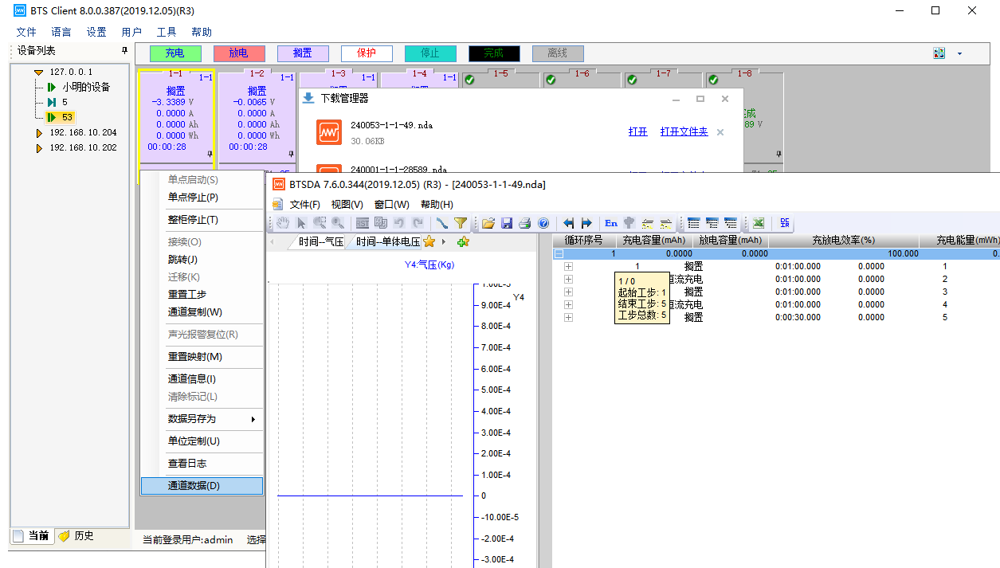 BTS Client 8.0.0.387(2019.12.05)(R3)
文件 语言 设置 用户 工具 帮助
设备列表
127.0.0.1
小明的设备
5
53
192.168.10.204
192.168.10.202
当前 历史
充电 放电 搁置 保护 停止 完成 离线
1-1 1-1
搁置
-3.3389 V
0.0000 A
0.0000 Ah
0.0000 Wh
00:00:28
1-2 1-1
搁置
-0.0065 V
0.0000 A
0.0000 Ah
0.0000 Wh
00:00:28
1-3 1-1
1-4 1-1
1-5
1-6
1-7
1-8
完成
89 V
下载管理器
240053-1-1-49.nda
30.06KB
打开 打开文件夹
240001-1-1-28589.nda
单点启动(S)
单点停止(P)
整柜停止(T)
接续(O)
跳转(J)
迁移(K)
重置工步
通道复制(W)
声光报警复位(R)
重置映射(M)
通道信息(I)
清除标记(L)
数据另存为
单位定制(U)
查看日志
通道数据(D)
当前登录用户:admin 选择
BTSDA 7.6.0.344(2019.12.05) (R3) - [240053-1-1-49.nda]
文件(F) 视图(V) 窗口(W) 帮助(H)
RST
En
时间--气压 时间--单体电压
Y4:气压(Kg)
Y4
1.00E-3
9.00E-4
8.00E-4
7.00E-4
6.00E-4
5.00E-4
4.00E-4
3.00E-4
2.00E-4
1.00E-4
0
-10.00E-5
-2.00E-4
-3.00E-4
循环序号 充电容量(mAh) 放电容量(mAh) 充放电效率(%) 充电能量(mWh)
1 0.0000 0.0000 100.000 0.
1 搁置 0:01:00.000 0.0000 1
恒流充电 0:01:00.000 0.0000 2
搁置 0:01:00.000 0.0000 3
恒流充电 0:01:00.000 0.0000 4
搁置 0:00:30.000 0.0000 5
1 / 0
起始工步: 1
结束工步: 5
工步总数: 5